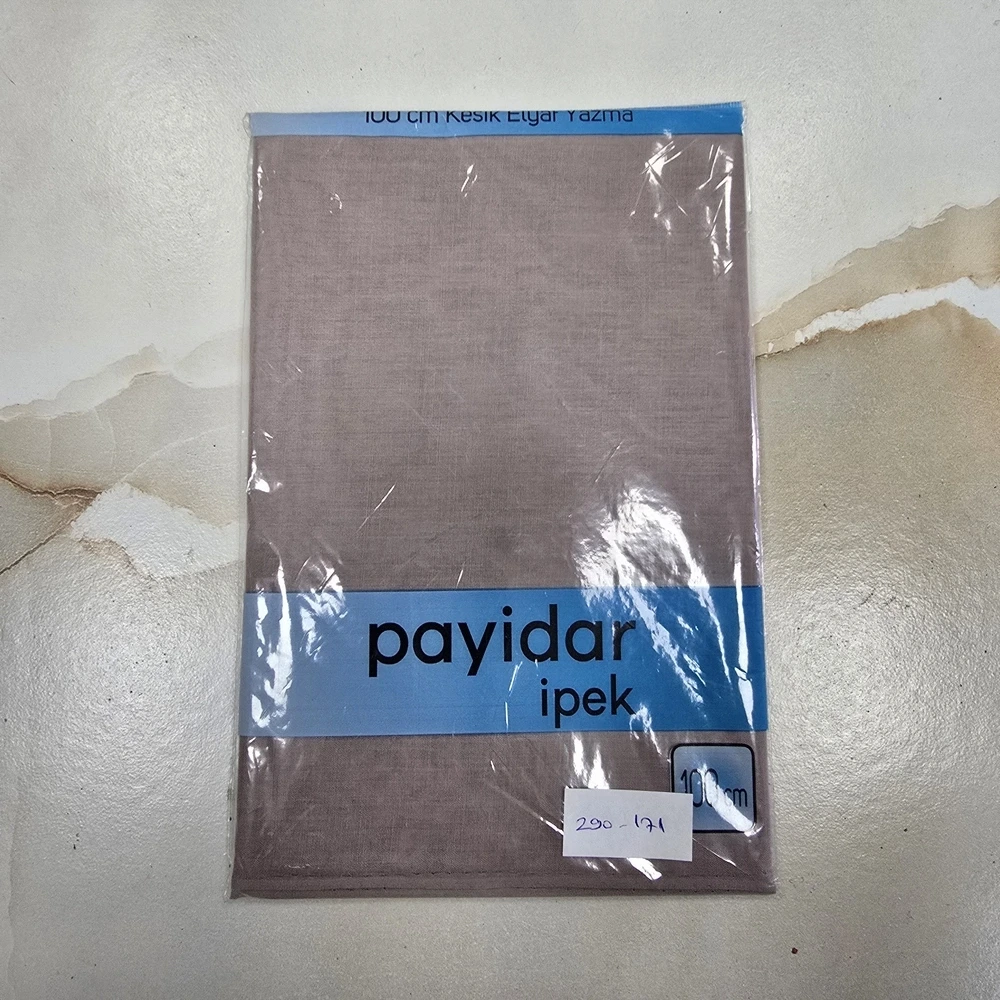 100 cm Kesik Elyaf Yazma
payidar
ipek
100 cm
290-171